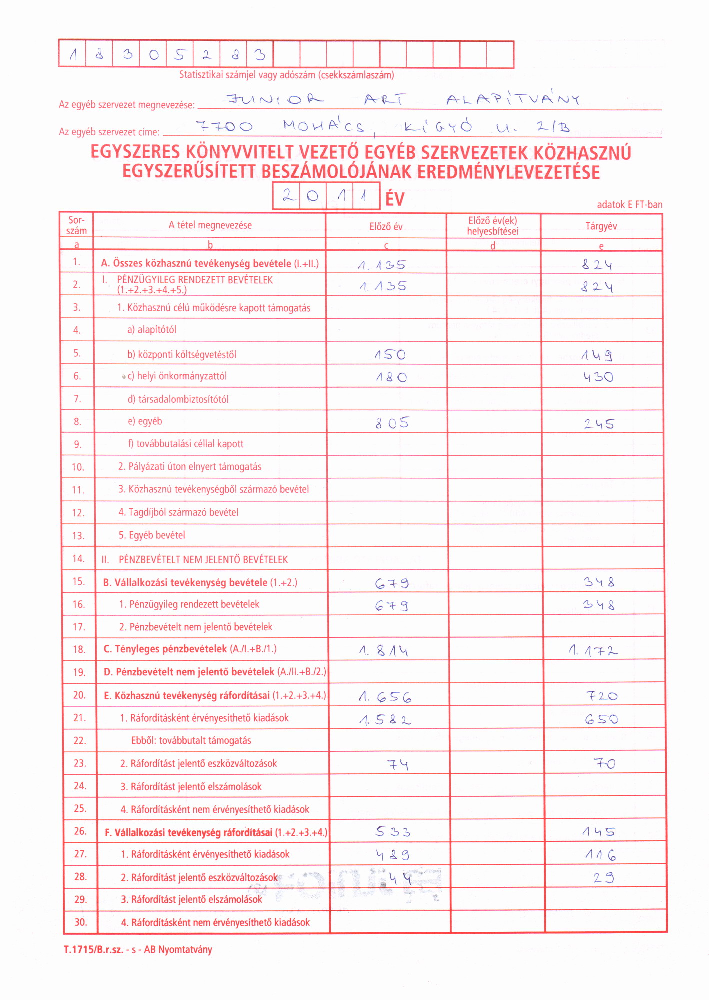 18305283
Statisztikai számjel vagy adószám (csekkszámlaszám)
Az egyéb szervezet megnevezése: JUNIOR ART ALAPÍTVÁNY
Az egyéb szervezet címe: 7700 MOHÁCS, KÍGYÓ U. 2/B
EGYSZERES KÖNYVVITELT VEZETŐ EGYÉB SZERVEZETEK KÖZHASZNÚ
EGYSZERŰSÍTETT BESZÁMOLÓJÁNAK EREDMÉNYLEVEZETÉSE
2011 ÉV
adatok E FT-ban
Sor-szám A tétel megnevezése Előző év Előző év(ek) helyesbítései Tárgyév
a b c d e
1. A. Összes közhasznú tevékenység bevétele (I.+II.) 1.135 824
2. I. PÉNZÜGYILEG RENDEZETT BEVÉTELEK (1.+2.+3.+4.+5.) 1.135 824
3. 1. Közhasznú célú működésre kapott támogatás
4. a) alapítótól
5. b) központi költségvetéstől 150 149
6. c) helyi önkormányzattól 180 430
7. d) társadalombiztosítótól
8. e) egyéb 805 245
9. f) továbbutalási céllal kapott
10. 2. Pályázati úton elnyert támogatás
11. 3. Közhasznú tevékenységből származó bevétel
12. 4. Tagdíjból származó bevétel
13. 5. Egyéb bevétel
14. II. PÉNZBEVÉTELT NEM JELENTŐ BEVÉTELEK
15. B. Vállalkozási tevékenység bevétele (1.+2.) 679 348
16. 1. Pénzügyileg rendezett bevételek 679 348
17. 2. Pénzbevételt nem jelentő bevételek
18. C. Tényleges pénzbevételek (A./I.+B./1.) 1.814 1.172
19. D. Pénzbevételt nem jelentő bevételek (A./II.+B./2.)
20. E. Közhasznú tevékenység ráfordításai (1.+2.+3.+4.) 1.656 720
21. 1. Ráfordításként érvényesíthető kiadások 1.582 650
22. Ebből: továbbutalt támogatás
23. 2. Ráfordítást jelentő eszközváltozások 74 70
24. 3. Ráfordítást jelentő elszámolások
25. 4. Ráfordításként nem érvényesíthető kiadások
26. F. Vállalkozási tevékenység ráfordításai (1.+2.+3.+4.) 533 145
27. 1. Ráfordításként érvényesíthető kiadások 489 116
28. 2. Ráfordítást jelentő eszközváltozások 44 29
29. 3. Ráfordítást jelentő elszámolások
30. 4. Ráfordításként nem érvényesíthető kiadások
T.1715/B.r.sz. - s - AB Nyomtatvány